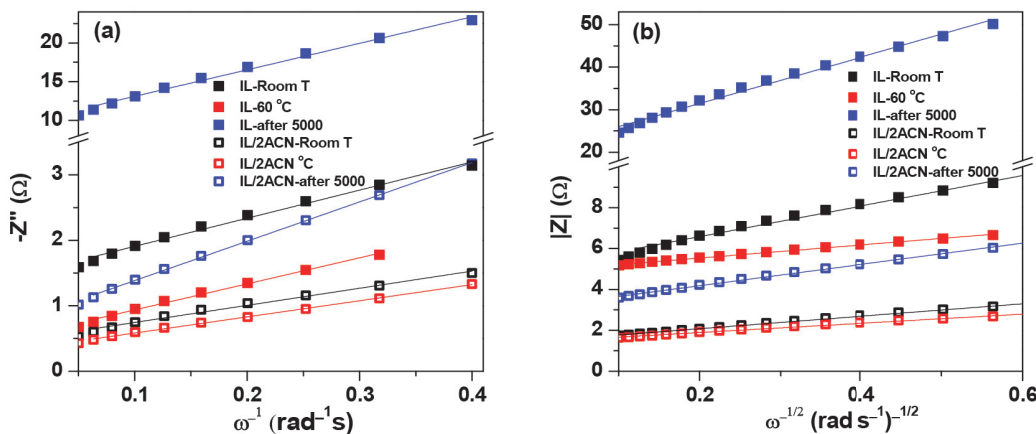 (a)
25
20
15
10
3
2
1
0
-Z'' (Ω)
IL-Room T
IL-60 °C
IL-after 5000
IL/2ACN-Room T
IL/2ACN °C
IL/2ACN-after 5000
0.1 0.2 0.3 0.4
ω⁻¹ (rad⁻¹s)
(b)
50
40
30
20
8
6
4
2
0
|Z| (Ω)
IL-Room T
IL-60 °C
IL-after 5000
IL/2ACN-Room T
IL/2ACN °C
IL/2ACN-after 5000
0.2 0.4 0.6
ω⁻¹/² (rad s⁻¹)⁻¹/²